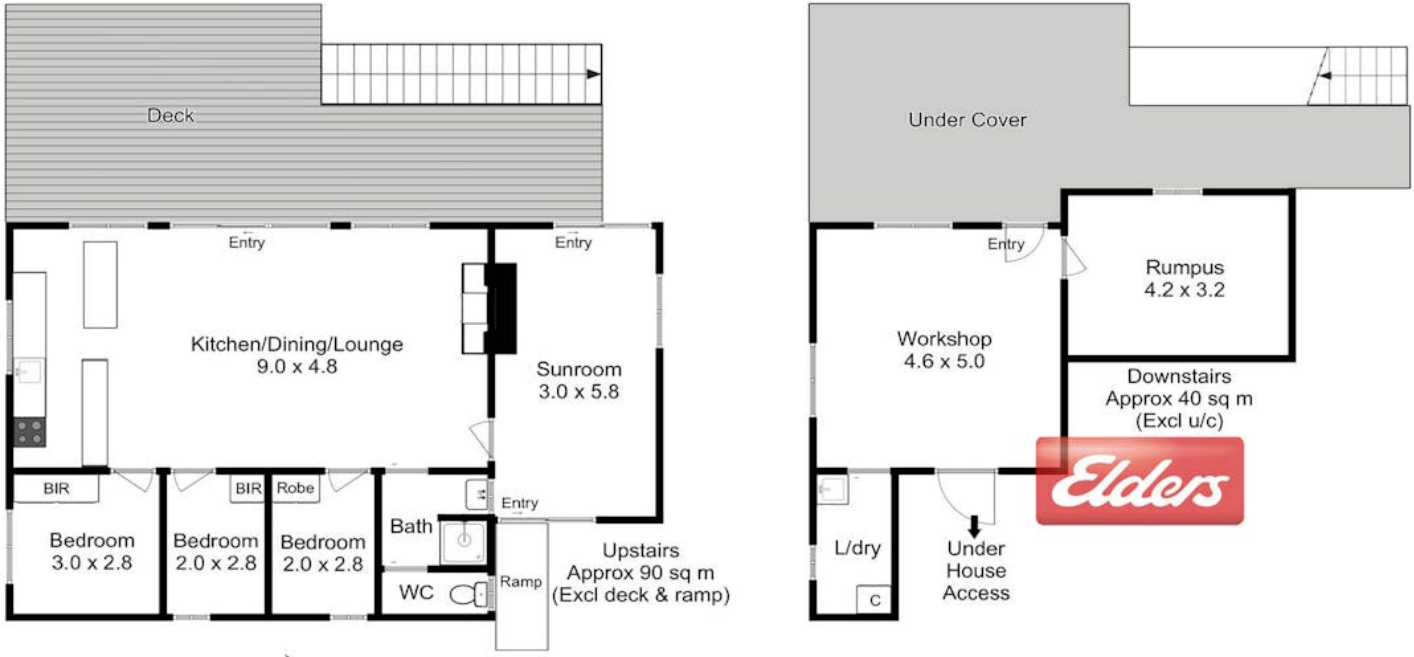 Deck
Entry
Entry
Kitchen/Dining/Lounge
9.0 x 4.8
Sunroom
3.0 x 5.8
BIR
BIR
Robe
Entry
Bedroom
3.0 x 2.8
Bedroom
2.0 x 2.8
Bedroom
2.0 x 2.8
Bath
WC
Ramp
Upstairs
Approx 90 sq m
(Excl deck & ramp)
Under Cover
Entry
Rumpus
4.2 x 3.2
Workshop
4.6 x 5.0
Downstairs
Approx 40 sq m
(Excl u/c)
Elders
L/dry
C
Under
House
Access